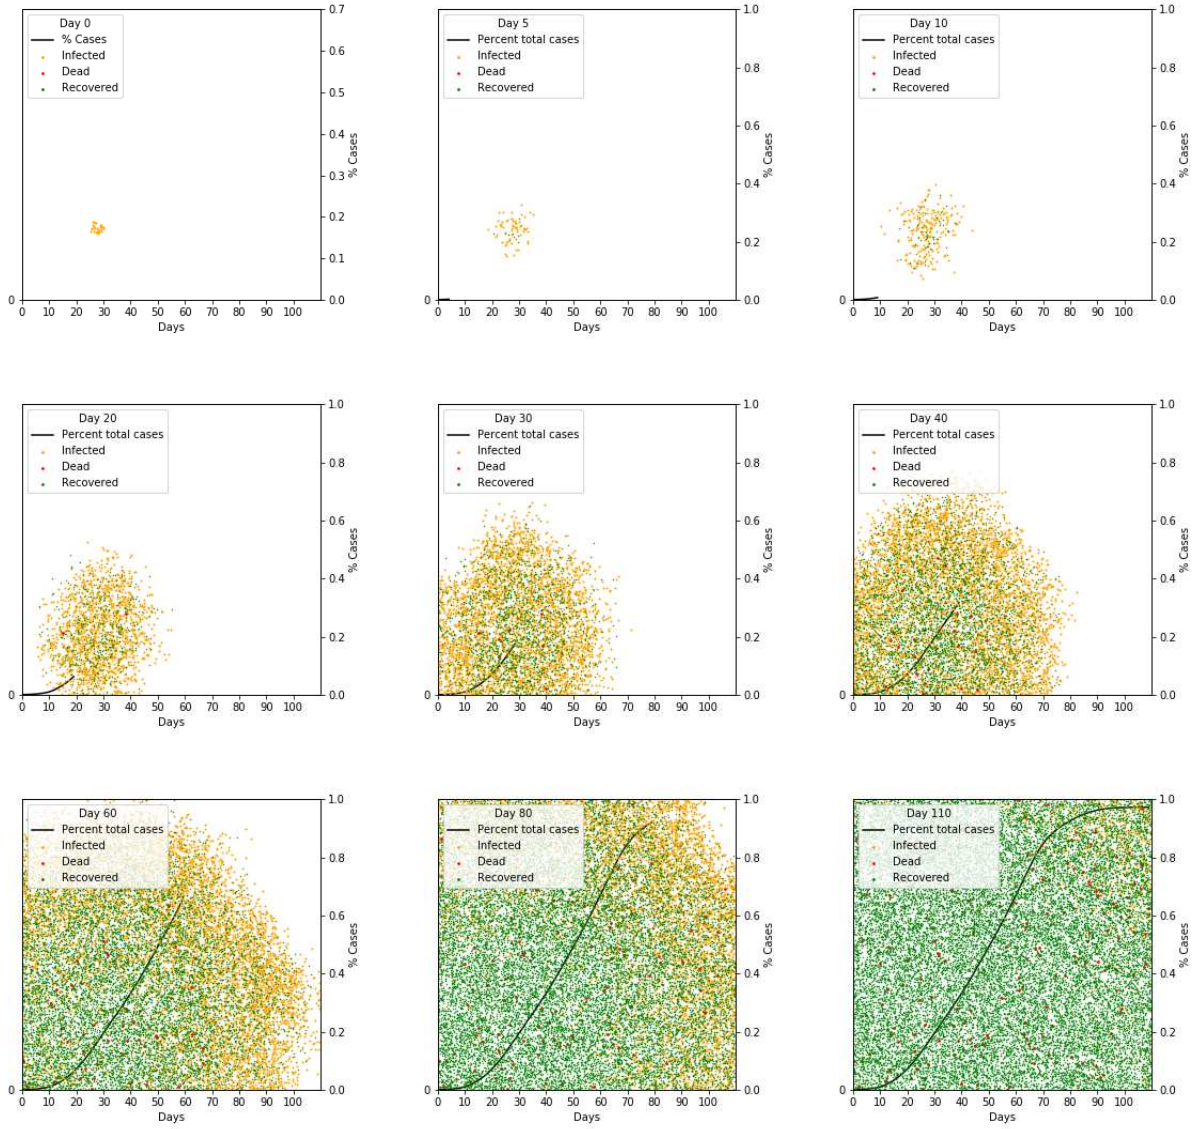 Day 0
% Cases
Infected
Dead
Recovered
0.7
0.6
0.5
0.4
0.3
0.2
0.1
0.0
% Cases
0
0 10 20 30 40 50 60 70 80 90 100
Days
Day 5
Percent total cases
Infected
Dead
Recovered
1.0
0.8
0.6
0.4
0.2
0.0
% Cases
0
0 10 20 30 40 50 60 70 80 90 100
Days
Day 10
Percent total cases
Infected
Dead
Recovered
1.0
0.8
0.6
0.4
0.2
0.0
% Cases
0
0 10 20 30 40 50 60 70 80 90 100
Days
Day 20
Percent total cases
Infected
Dead
Recovered
1.0
0.8
0.6
0.4
0.2
0.0
% Cases
0
0 10 20 30 40 50 60 70 80 90 100
Days
Day 30
Percent total cases
Infected
Dead
Recovered
1.0
0.8
0.6
0.4
0.2
0.0
% Cases
0
0 10 20 30 40 50 60 70 80 90 100
Days
Day 40
Percent total cases
Infected
Dead
Recovered
1.0
0.8
0.6
0.4
0.2
0.0
% Cases
0
0 10 20 30 40 50 60 70 80 90 100
Days
Day 60
Percent total cases
Infected
Dead
Recovered
1.0
0.8
0.6
0.4
0.2
0.0
% Cases
0
0 10 20 30 40 50 60 70 80 90 100
Days
Day 80
Percent total cases
Infected
Dead
Recovered
1.0
0.8
0.6
0.4
0.2
0.0
% Cases
0
0 10 20 30 40 50 60 70 80 90 100
Days
Day 110
Percent total cases
Infected
Dead
Recovered
1.0
0.8
0.6
0.4
0.2
0.0
% Cases
0
0 10 20 30 40 50 60 70 80 90 100
Days